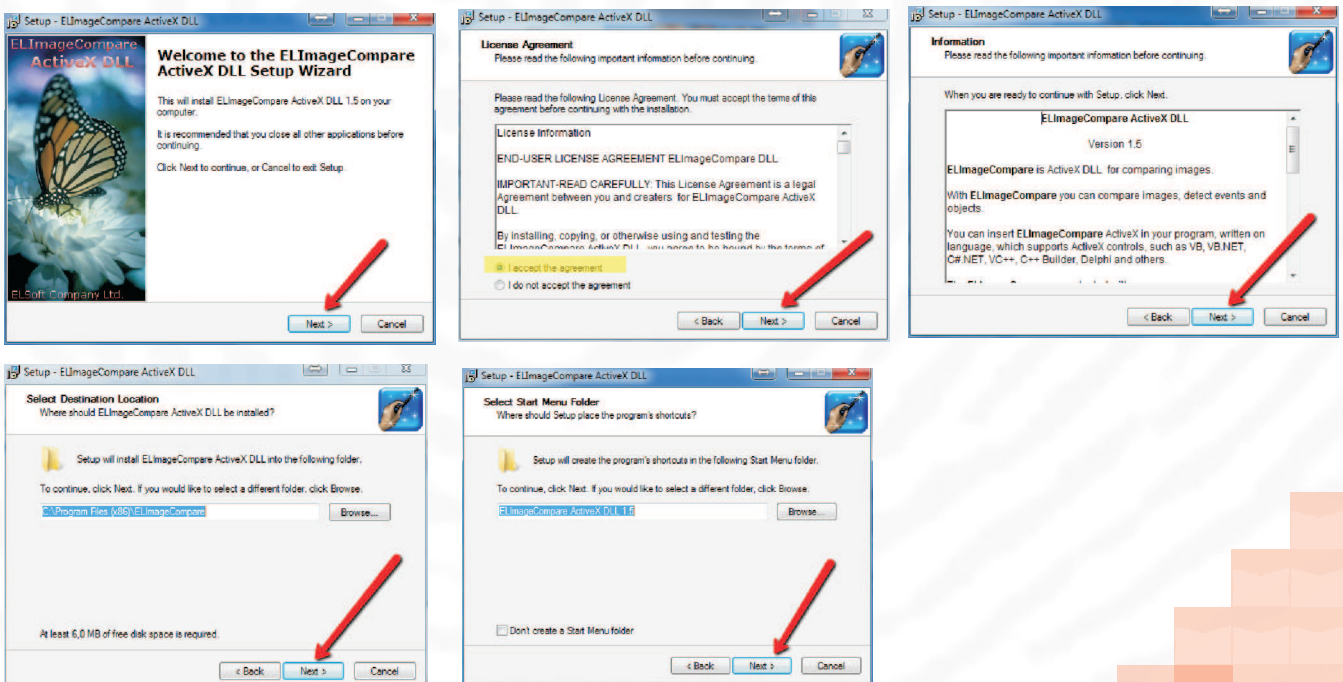 Setup - ELImageCompare ActiveX DLL
ELImageCompare
ActiveX DLL
Welcome to the ELImageCompare
ActiveX DLL Setup Wizard
This will install ELImageCompare ActiveX DLL 1.5 on your
computer.
It is recommended that you close all other applications before
continuing.
Click Next to continue, or Cancel to exit Setup.
ELSoft Company Ltd.
Next >
Cancel
Setup - ELImageCompare ActiveX DLL
License Agreement
Please read the following important information before continuing.
Please read the following License Agreement. You must accept the terms of this
agreement before continuing with the installation.
License Information
END-USER LICENSE AGREEMENT ELImageCompare DLL
IMPORTANT-READ CAREFULLY: This License Agreement is a legal
Agreement between you and creaters for ELImageCompare ActiveX
DLL.
By installing, copying, or otherwise using and testing the
ELImageCompare ActiveX DLL, you agree to be bound by the terms of
I accept the agreement
I do not accept the agreement
< Back
Next >
Cancel
Setup - ELImageCompare ActiveX DLL
Information
Please read the following important information before continuing.
When you are ready to continue with Setup, click Next.
ELImageCompare ActiveX DLL
Version 1.5
ELImageCompare is ActiveX DLL for comparing images.
With ELImageCompare you can compare images, detect events and
objects.
You can insert ELImageCompare ActiveX in your program, written on
language, which supports ActiveX controls, such as VB, VB.NET,
C#.NET, VC++, C++ Builder, Delphi and others.
< Back
Next >
Cancel
Setup - ELImageCompare ActiveX DLL
Select Destination Location
Where should ELImageCompare ActiveX DLL be installed?
Setup will install ELImageCompare ActiveX DLL into the following folder.
To continue, click Next. If you would like to select a different folder, click Browse.
C:\Program Files (x86)\ELImageCompare
Browse...
At least 6,0 MB of free disk space is required.
< Back
Next >
Cancel
Setup - ELImageCompare ActiveX DLL
Select Start Menu Folder
Where should Setup place the program's shortcuts?
Setup will create the program's shortcuts in the following Start Menu folder.
To continue, click Next. If you would like to select a different folder, click Browse.
ELImageCompare ActiveX DLL 1.5
Browse...
Don't create a Start Menu folder
< Back
Next >
Cancel